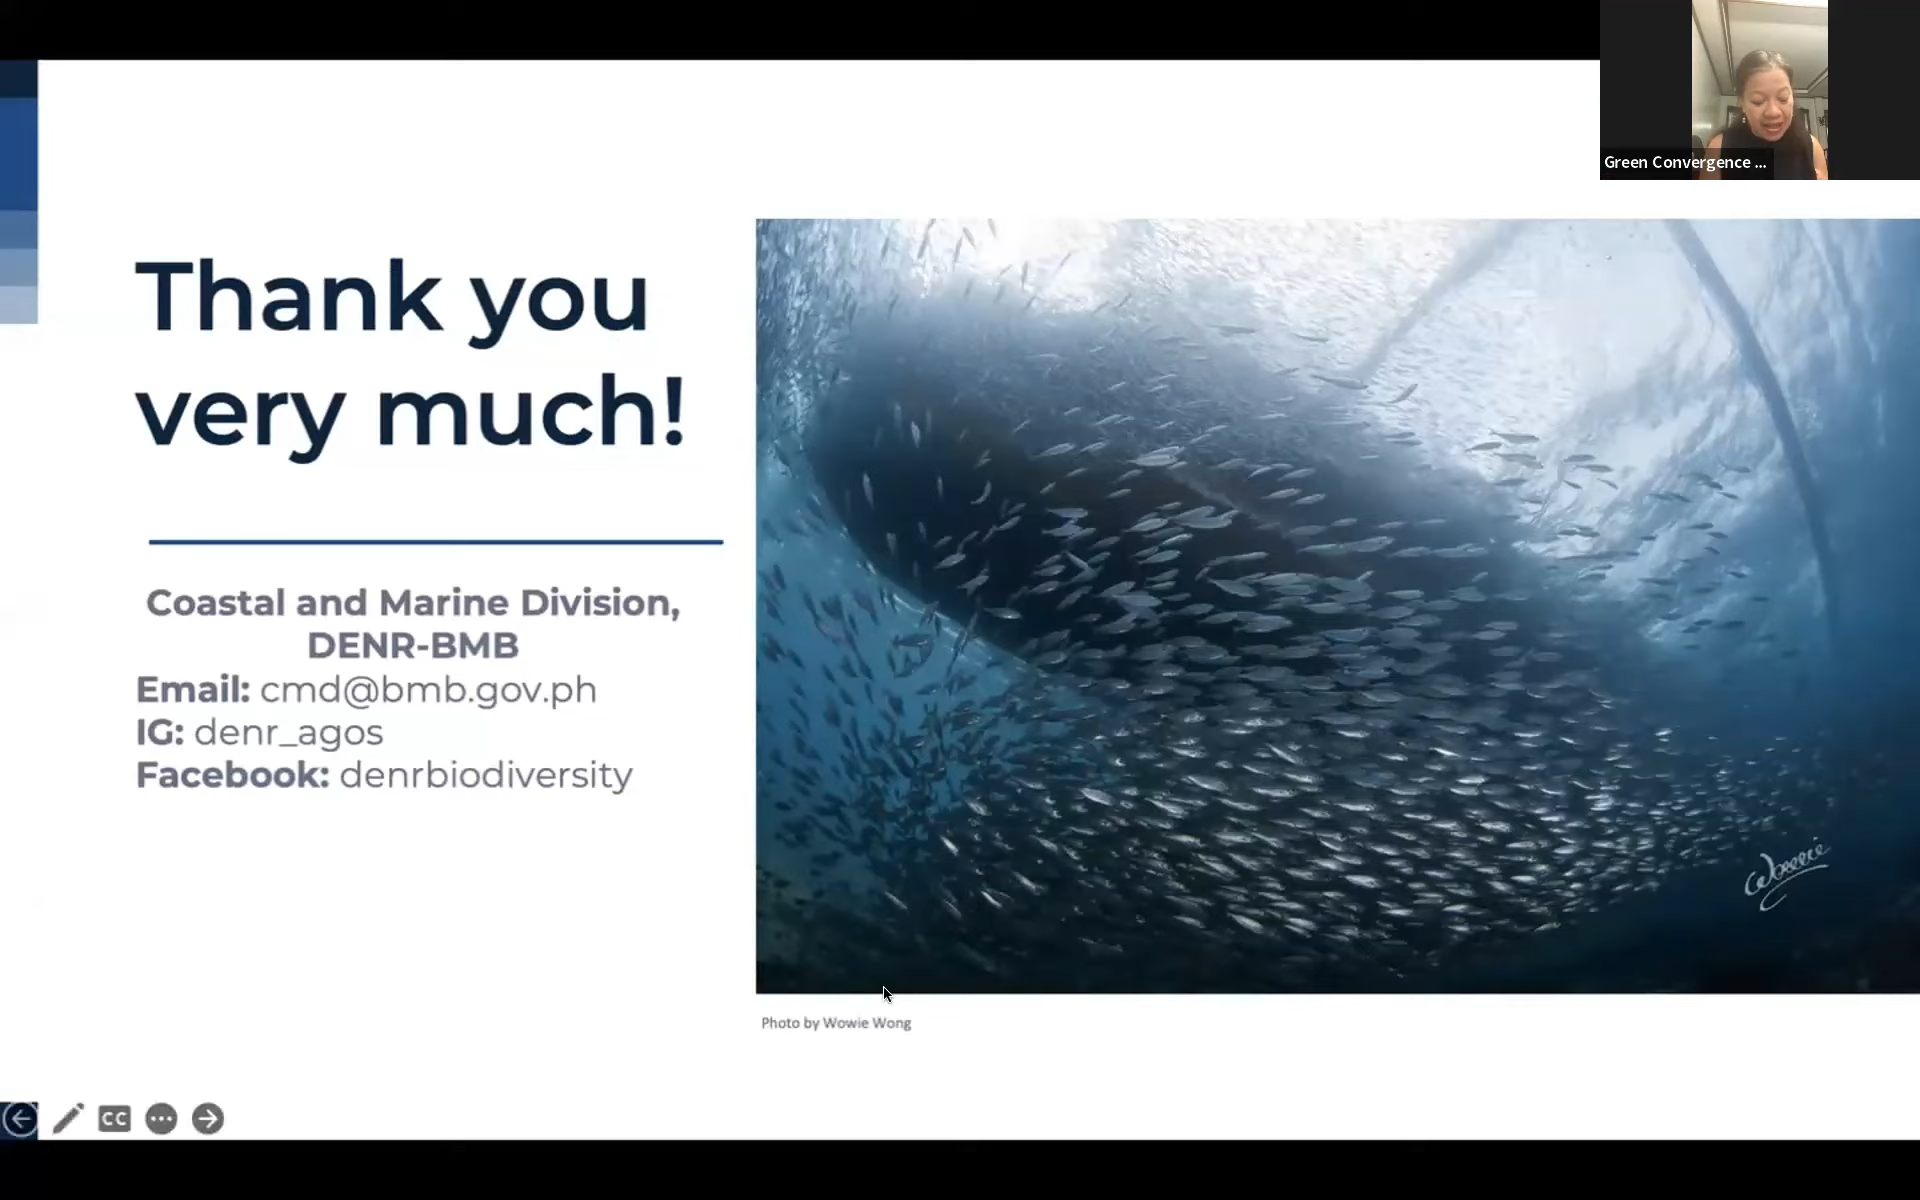 Green Convergence ...
Thank you
very much!
Coastal and Marine Division,
DENR-BMB
Email: cmd@bmb.gov.ph
IG: denr_agos
Facebook: denrbiodiversity
Photo by Wowie Wong
CC